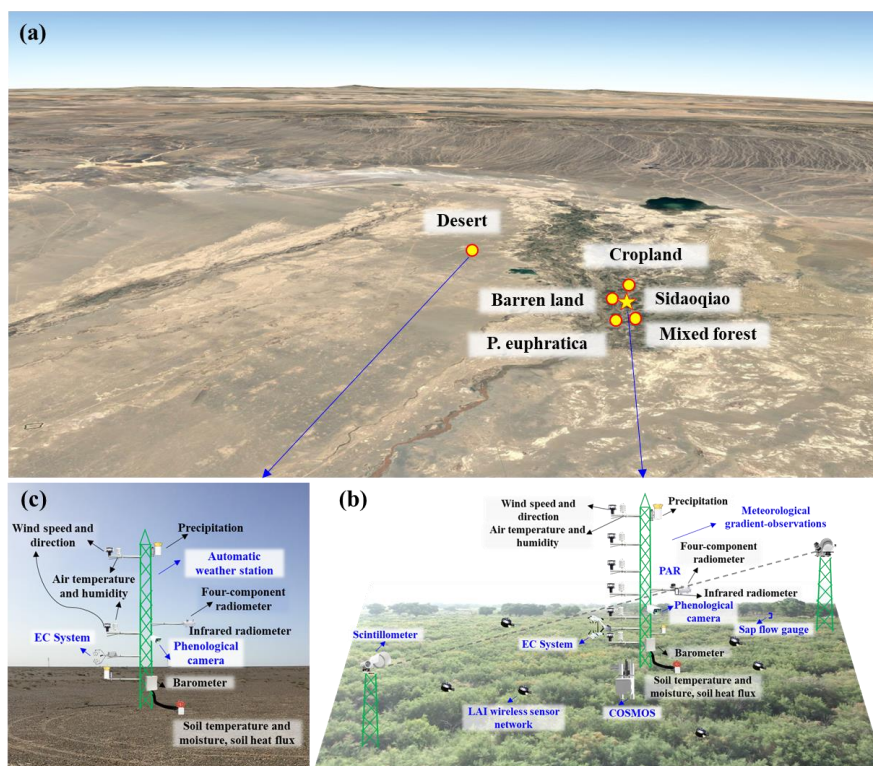 (a)
Desert
Cropland
Barren land
Sidaoqiao
P. euphratica
Mixed forest
(c)
Wind speed and
direction
Precipitation
Automatic
weather station
Air temperature
and humidity
Four-component
radiometer
Infrared radiometer
EC System
Phenological
camera
Barometer
Soil temperature and
moisture, soil heat flux
(b)
Wind speed and
direction
Air temperature and
humidity
Precipitation
Meteorological
gradient-observations
Four-component
radiometer
PAR
Infrared radiometer
Phenological
camera
Sap flow gauge
Scintillometer
EC System
Barometer
Soil temperature and
moisture, soil heat flux
LAI wireless sensor
network
COSMOS